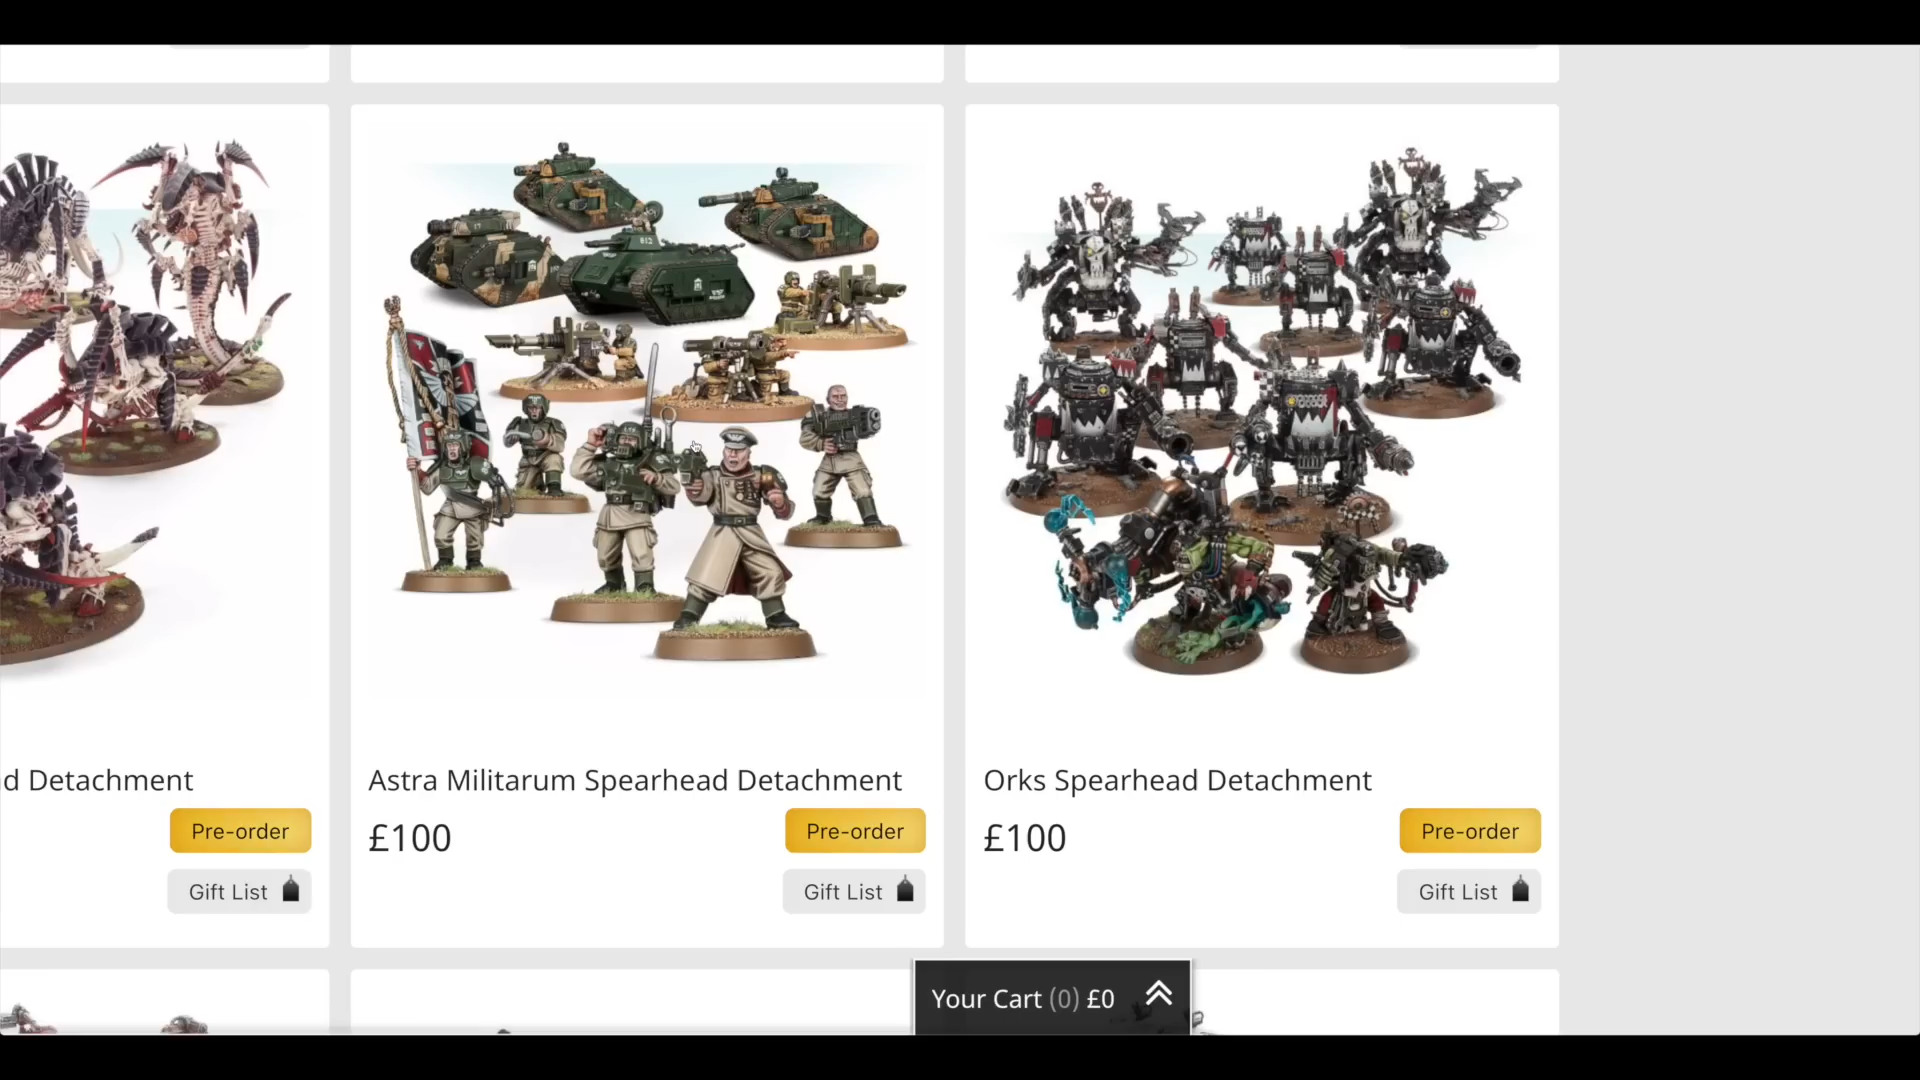 d Detachment
Pre-order
Gift List
Astra Militarum Spearhead Detachment
£100
Pre-order
Gift List
Orks Spearhead Detachment
£100
Pre-order
Gift List
Your Cart (0) £0